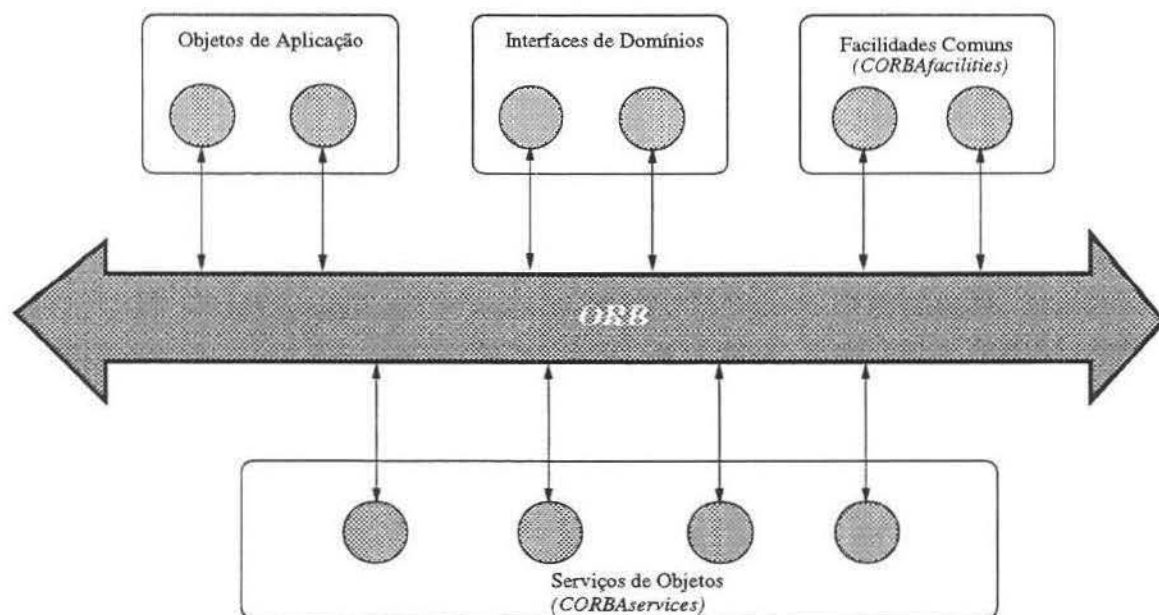 Objetos de Aplicação
Interfaces de Domínios
Facilidades Comuns
(CORBAfacilities)
ORB
Serviços de Objetos
(CORBAservices)